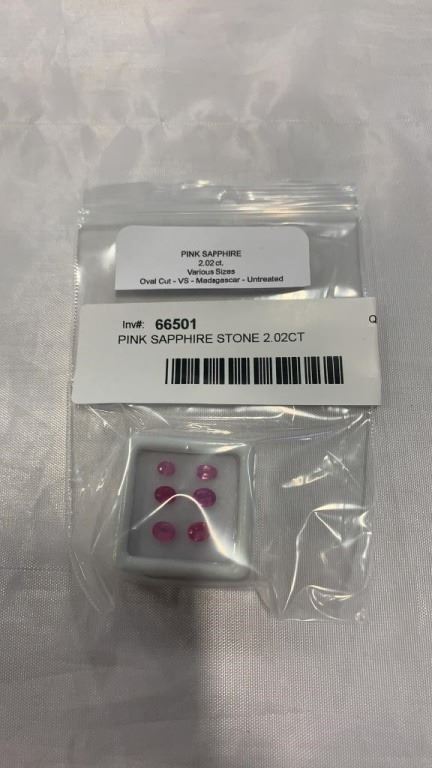 PINK SAPPHIRE
2.02 ct.
Various Sizes
Oval Cut - VS - Madagascar - Untreated
Inv#: 66501 Q
PINK SAPPHIRE STONE 2.02CT